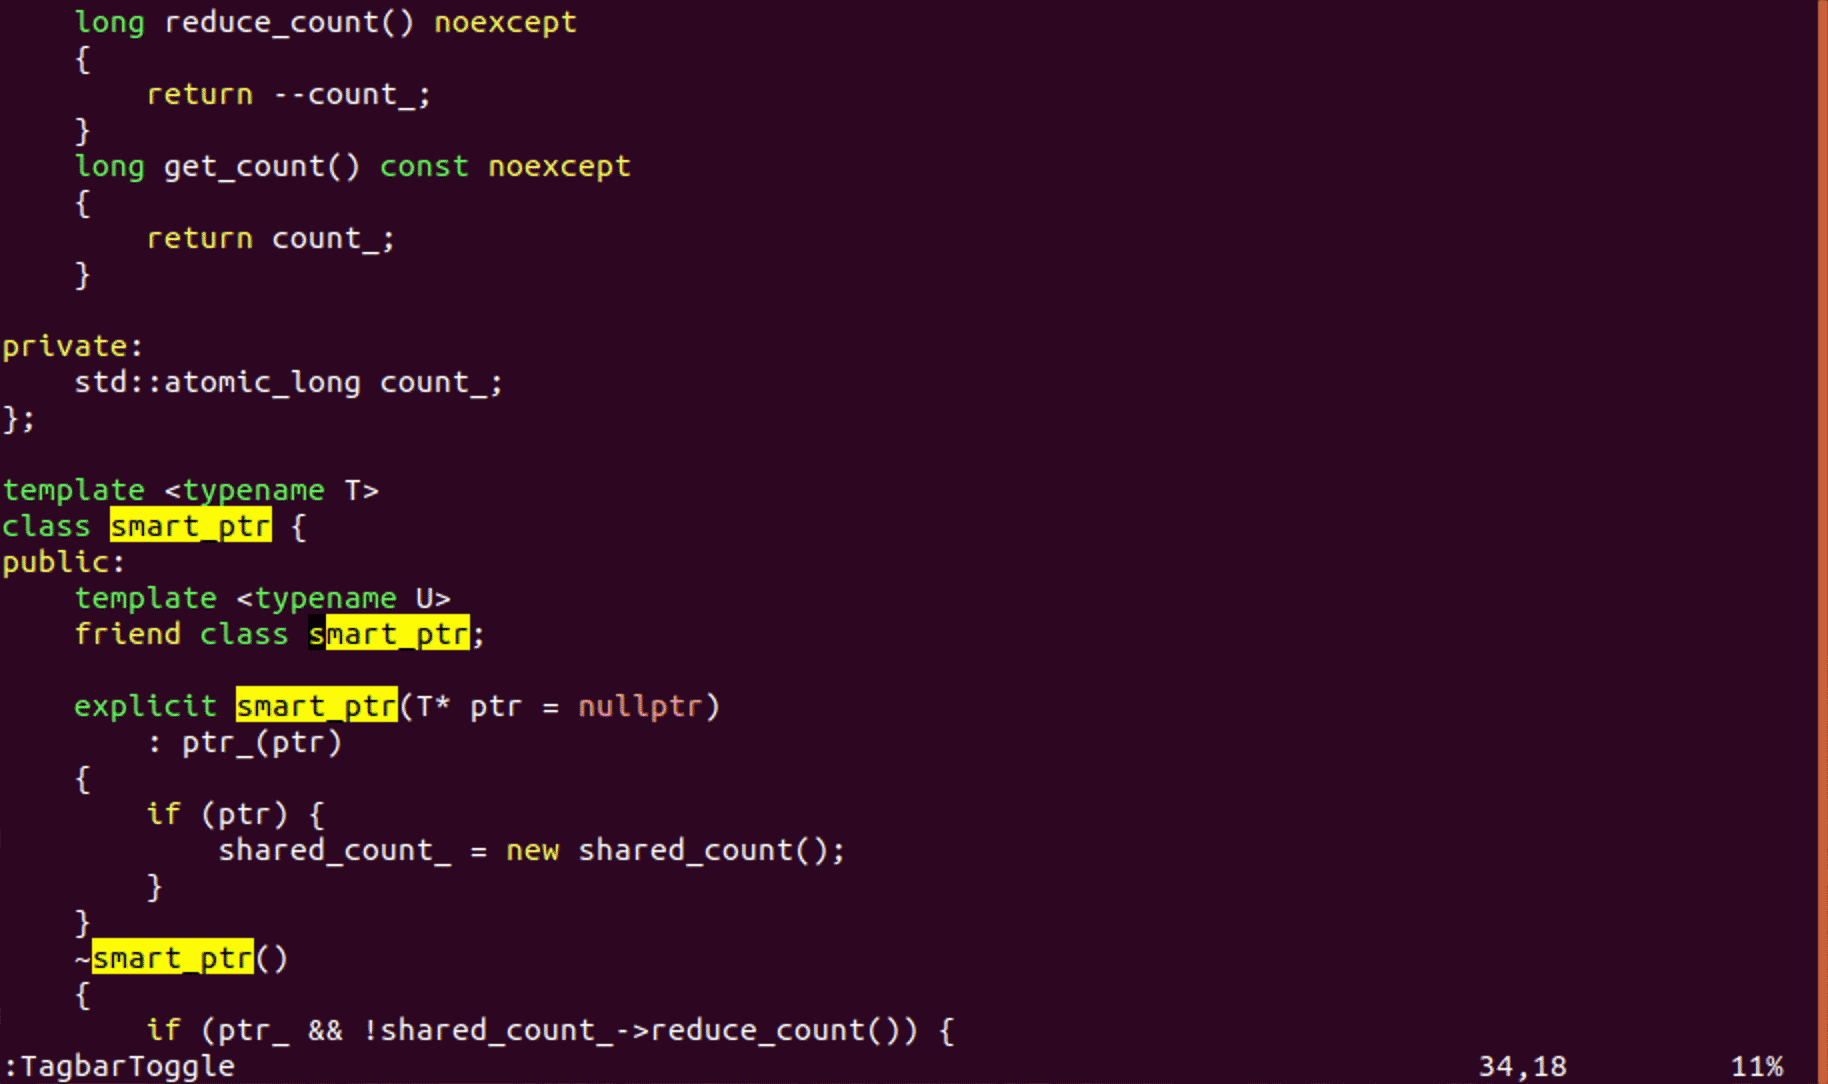 long reduce_count() noexcept
    {
        return --count_;
    }
    long get_count() const noexcept
    {
        return count_;
    }

private:
    std::atomic_long count_;
};

template <typename T>
class smart_ptr {
public:
    template <typename U>
    friend class smart_ptr;

    explicit smart_ptr(T* ptr = nullptr)
        : ptr_(ptr)
    {
        if (ptr) {
            shared_count_ = new shared_count();
        }
    }
    ~smart_ptr()
    {
        if (ptr_ && !shared_count_->reduce_count()) {
:TagbarToggle 34,18 11%